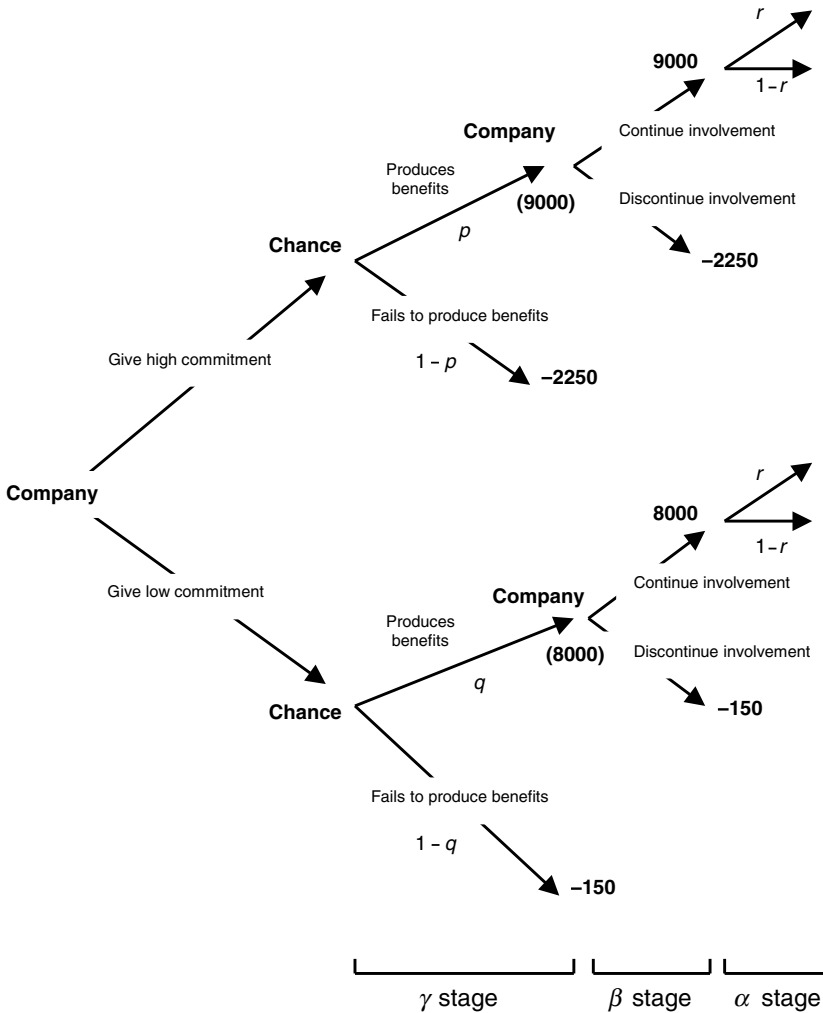 r
9000
1 – r
Company
Continue involvement
Produces
benefits
Discontinue involvement
(9000)
p
Chance
–2250
Fails to produce benefits
Give high commitment
1 – p
–2250
r
Company
8000
1 – r
Continue involvement
Give low commitment
Company
Produces
benefits
(8000)
Discontinue involvement
q
Chance
–150
Fails to produce benefits
1 – q
–150
γ stage
β stage
α stage